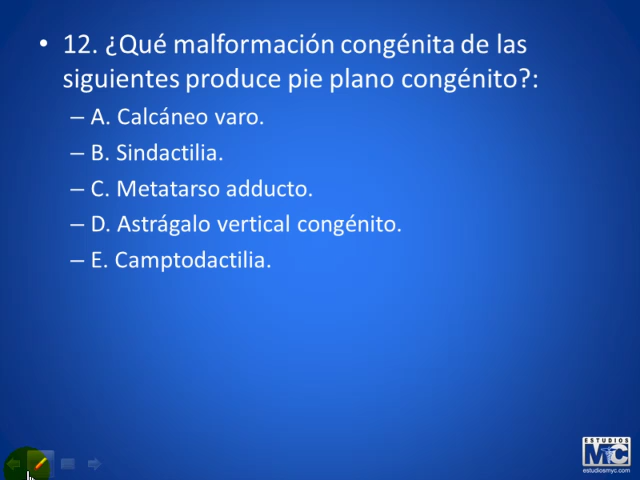 • 12. ¿Qué malformación congénita de las
siguientes produce pie plano congénito?:
– A. Calcáneo varo.
– B. Sindactilia.
– C. Metatarso adducto.
– D. Astrágalo vertical congénito.
– E. Camptodactilia.
ESTUDIOS
MYC
estudiosmyc.com